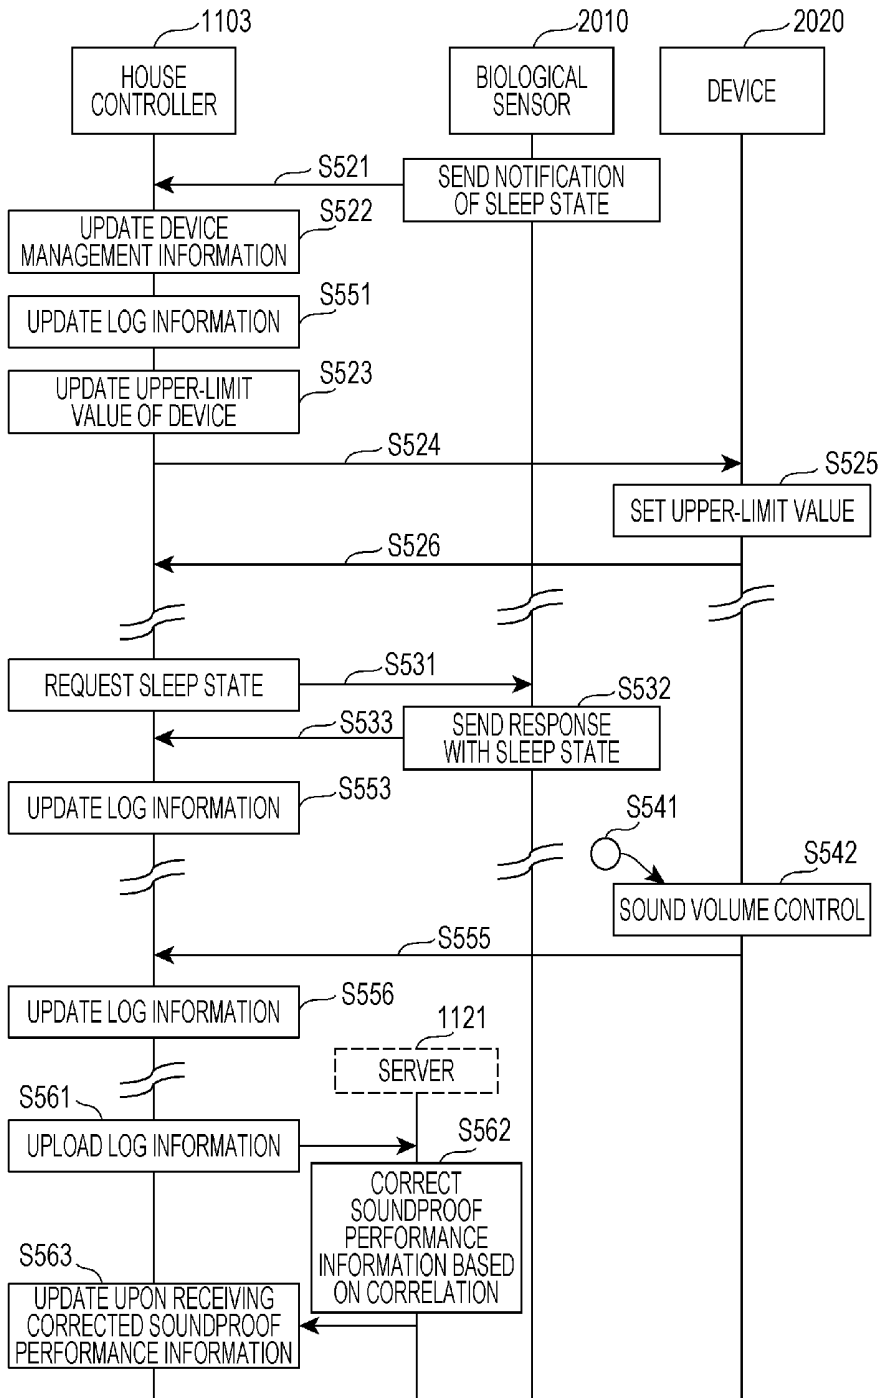 1103
2010
2020
HOUSE
CONTROLLER
BIOLOGICAL
SENSOR
DEVICE
S521
SEND NOTIFICATION
OF SLEEP STATE
S522
UPDATE DEVICE
MANAGEMENT INFORMATION
S551
UPDATE LOG INFORMATION
S523
UPDATE UPPER-LIMIT
VALUE OF DEVICE
S524
S525
SET UPPER-LIMIT VALUE
S526
REQUEST SLEEP STATE
S531
S532
S533
SEND RESPONSE
WITH SLEEP STATE
S553
UPDATE LOG INFORMATION
S541
S542
SOUND VOLUME CONTROL
S555
S556
UPDATE LOG INFORMATION
1121
SERVER
S561
UPLOAD LOG INFORMATION
S562
CORRECT
SOUNDPROOF
PERFORMANCE
INFORMATION BASED
ON CORRELATION
S563
UPDATE UPON RECEIVING
CORRECTED SOUNDPROOF
PERFORMANCE INFORMATION